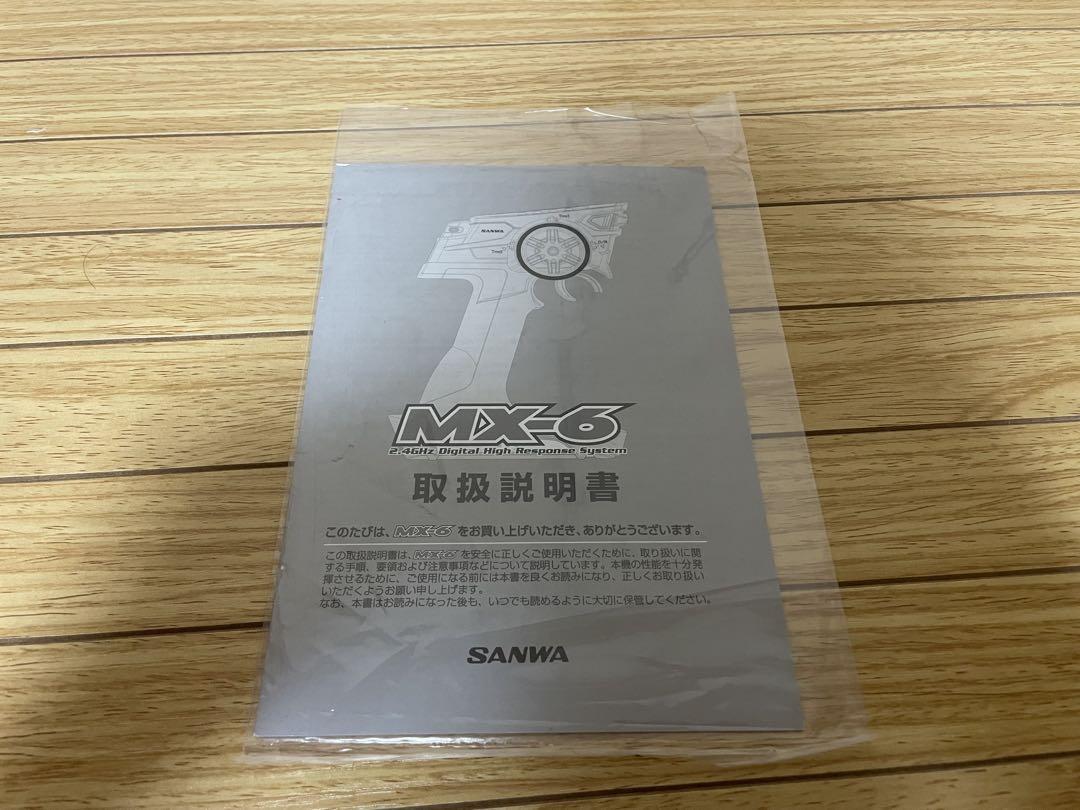 SANWA
Trm1
Trm2
D/R
MX-6
2.4GHz Digital High Response System
取扱説明書
このたびは、MX-6 をお買い上げいただき、ありがとうございます。
この取扱説明書は、MX-6 を安全に正しくご使用いただくために、取り扱いに関
する手順、要領および注意事項などについて説明しています。本機の性能を十分発
揮させるために、ご使用になる前には本書を良くお読みになり、正しくお取り扱い
いただくようお願い申し上げます。
なお、本書はお読みになった後も、いつでも読めるように大切に保管してください。
SANWA